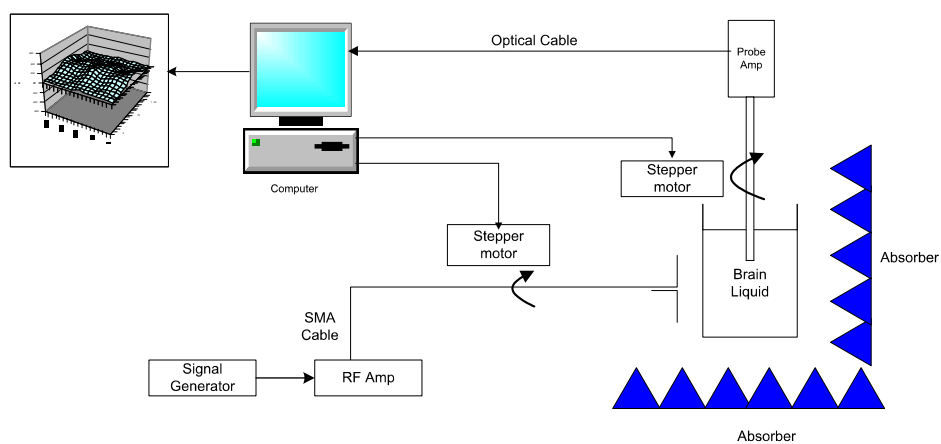 Optical Cable
Probe
Amp
Computer
Stepper
motor
Stepper
motor
Brain
Liquid
Absorber
SMA
Cable
Signal
Generator
RF Amp
Absorber